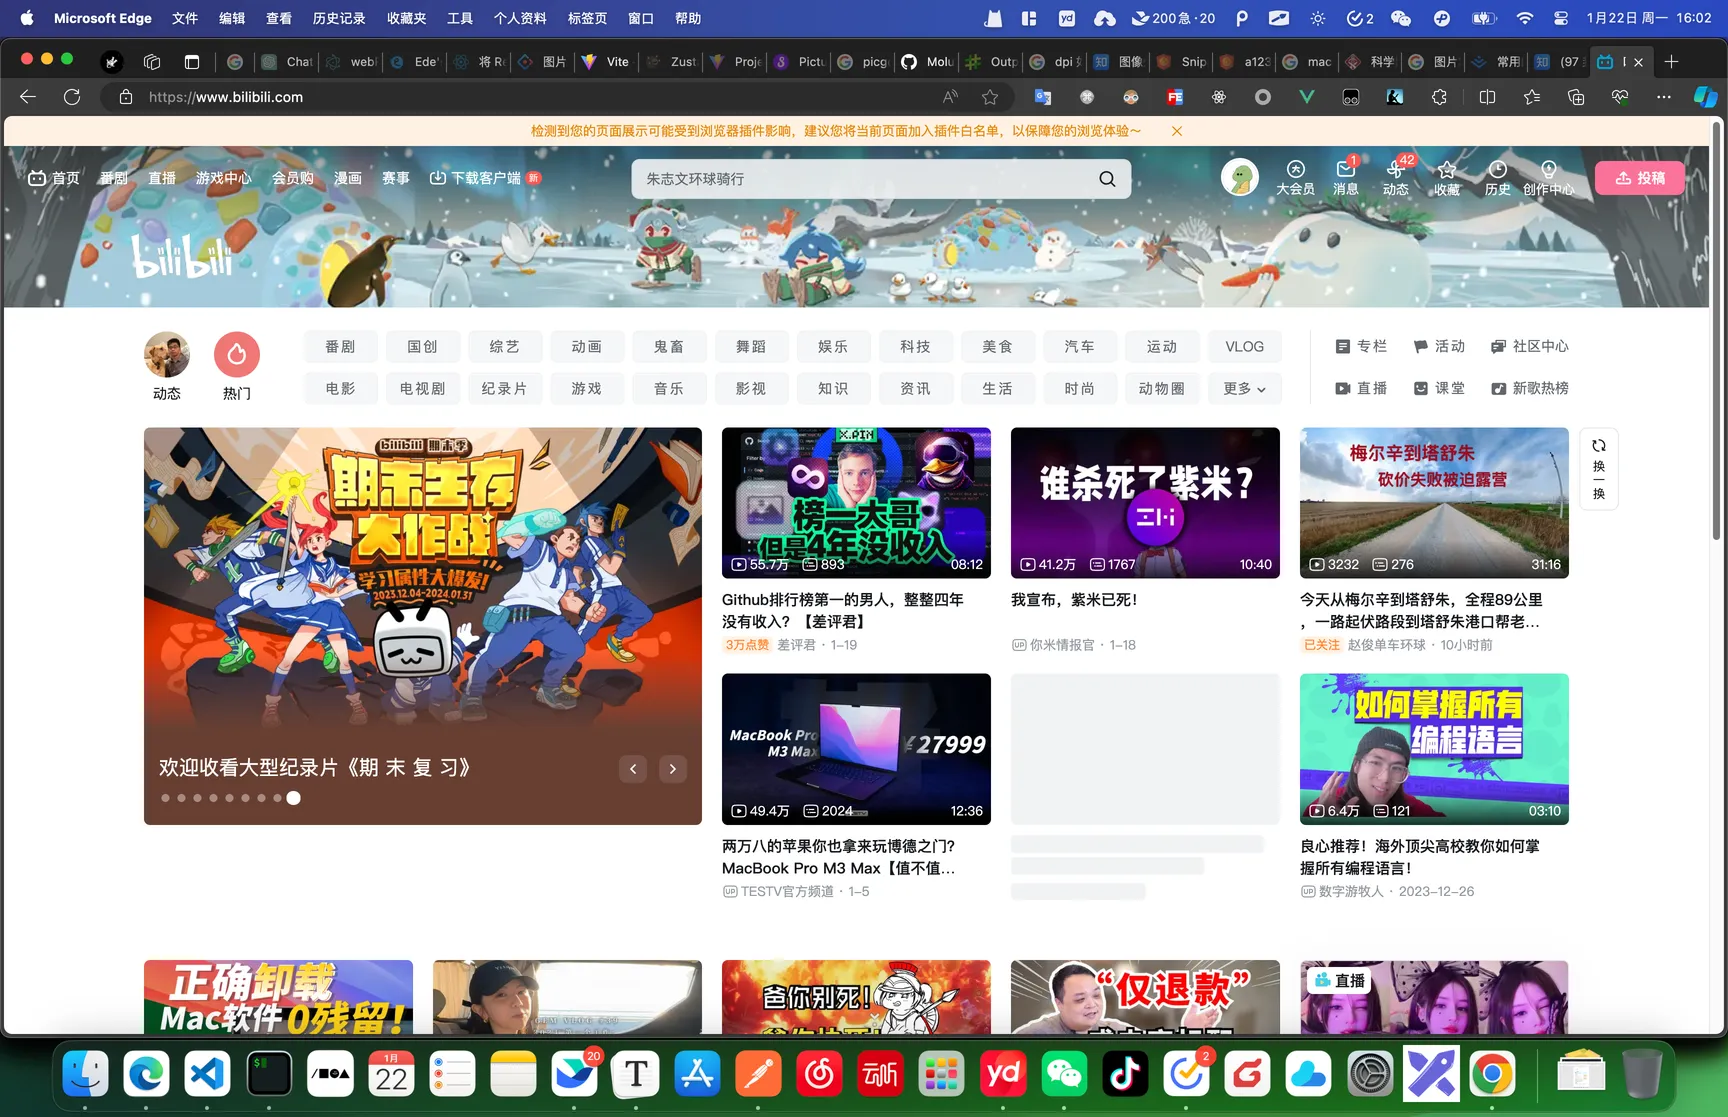 Microsoft Edge 文件 编辑 查看 历史记录 收藏夹 工具 个人资料 标签页 窗口 帮助
200急·20 2 1月22日 周一 16:02
Chat webl Ede' 将 Re 图片 Vite Zust Proje Pictu picg Molu Outp dpi 图像 Snip a123 mac 科学 图片 常用 (97
https://www.bilibili.com
检测到您的页面展示可能受到浏览器插件影响，建议您将当前页面加入插件白名单，以保障您的浏览体验～
首页 番剧 直播 游戏中心 会员购 漫画 赛事 下载客户端 新
朱志文环球骑行
大会员 消息 1 动态 42 收藏 历史 创作中心 投稿
bilibili
动态 热门
番剧 国创 综艺 动画 鬼畜 舞蹈 娱乐 科技 美食 汽车 运动 VLOG
电影 电视剧 纪录片 游戏 音乐 影视 知识 资讯 生活 时尚 动物圈 更多
专栏 活动 社区中心
直播 课堂 新歌热榜
bilibili 期末季
期末生存
大作战
学习属性大爆发!
2023.12.04-2024.01.31
欢迎收看大型纪录片《期 末 复 习》
榜一大哥
但是4年没收入
55.7万 893 08:12
Github排行榜第一的男人，整整四年
没有收入？【差评君】
3万点赞 差评君 · 1-19
谁杀死了紫米?
41.2万 1767 10:40
我宣布，紫米已死!
UP 你米情报官 · 1-18
梅尔辛到塔舒朱
砍价失败被迫露营
3232 276 31:16
今天从梅尔辛到塔舒朱，全程89公里
，一路起伏路段到塔舒朱港口帮老...
已关注 赵俊单车环球 · 10小时前
换一换
MacBook Pro
M3 Max
¥27999
49.4万 2024 12:36
两万八的苹果你也拿来玩博德之门？
MacBook Pro M3 Max【值不值...
UP TESTV官方频道 · 1-5
如何掌握所有
编程语言
6.4万 121 03:10
良心推荐！海外顶尖高校教你如何掌
握所有编程语言！
UP 数字游牧人 · 2023-12-26
正确卸载
Mac软件0残留!
爸你别死!
“仅退款”
直播
1月
22
20
T
yd
2